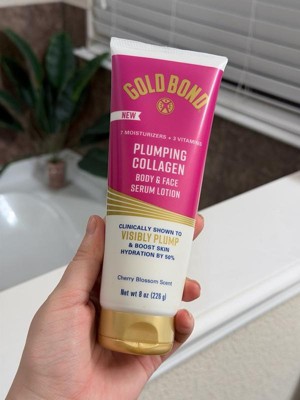 GOLD BOND
NEW
7 MOISTURIZERS + 3 VITAMINS
PLUMPING
COLLAGEN
BODY & FACE
SERUM LOTION
CLINICALLY SHOWN TO
VISIBLY PLUMP
& BOOST SKIN
HYDRATION BY 50%
Cherry Blossom Scent
Net wt 8 oz (226 g)